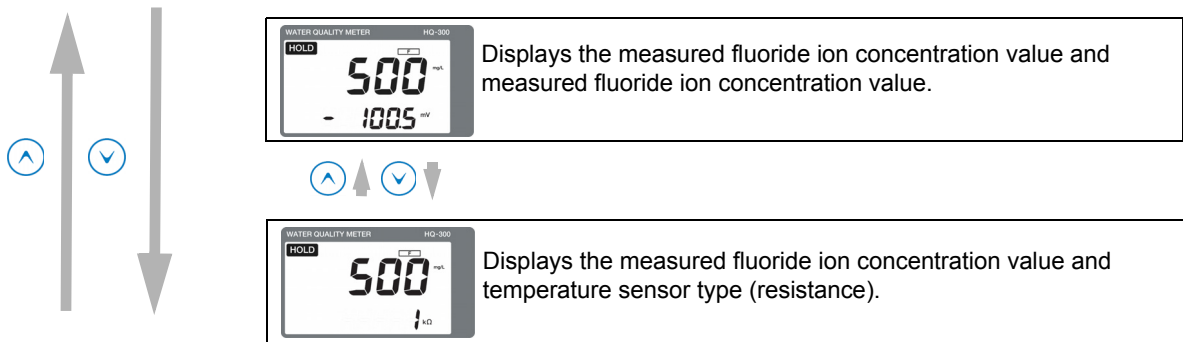 WATER QUALITY METER HQ-300
HOLD F
500 mg/L
- 100.5 mV
Displays the measured fluoride ion concentration value and
measured fluoride ion concentration value.
WATER QUALITY METER HQ-300
HOLD F
500 mg/L
1 kΩ
Displays the measured fluoride ion concentration value and
temperature sensor type (resistance).